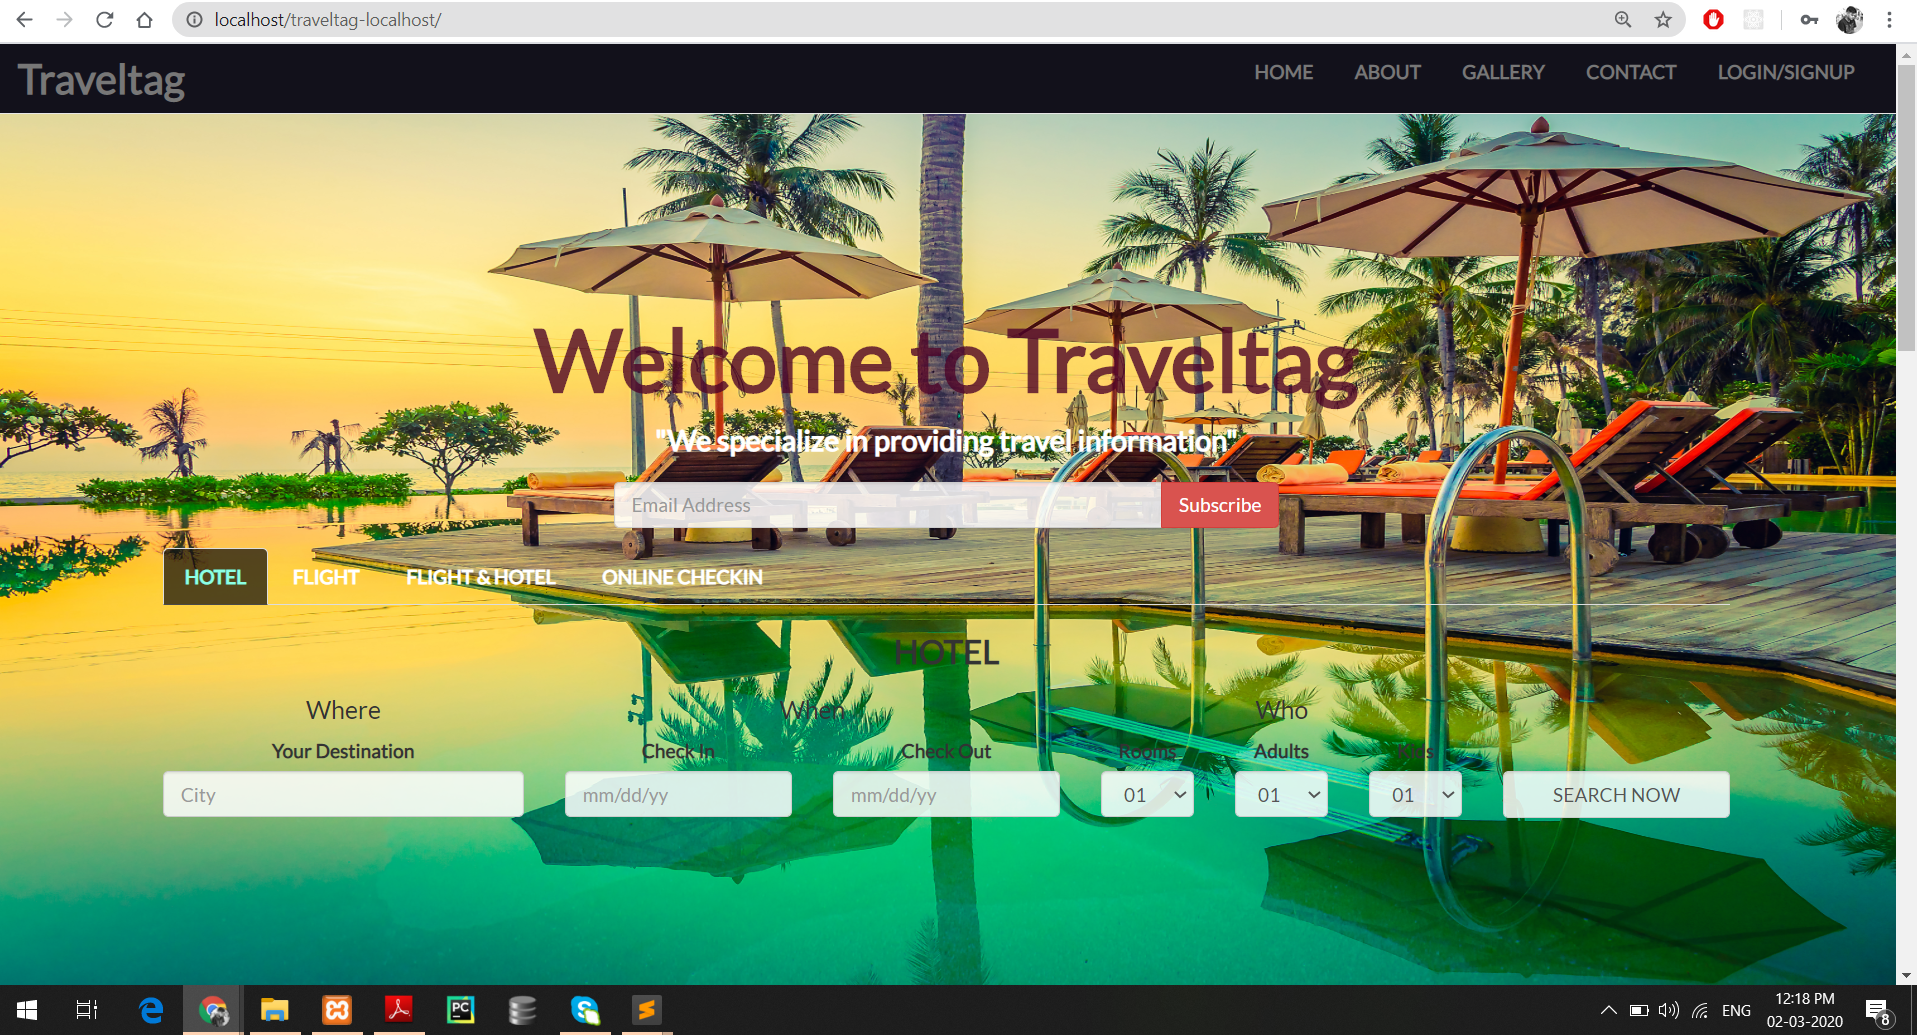 localhost/traveltag-localhost/
Traveltag
HOME ABOUT GALLERY CONTACT LOGIN/SIGNUP
Welcome to Traveltag
"We specialize in providing travel information"
Email Address Subscribe
HOTEL FLIGHT FLIGHT & HOTEL ONLINE CHECKIN
HOTEL
Where When Who
Your Destination Check In Check Out Rooms Adults Kids
City mm/dd/yy mm/dd/yy 01 01 01 SEARCH NOW
PC
ENG 12:18 PM
02-03-2020 8